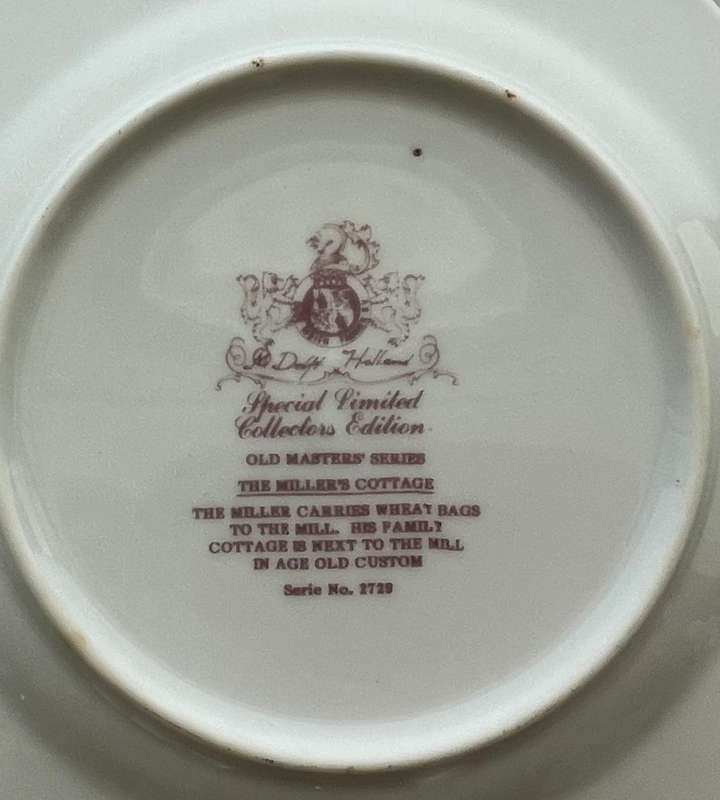 Delft Holland
Special Limited
Collectors Edition
OLD MASTERS' SERIES
THE MILLER'S COTTAGE
THE MILLER CARRIES WHEAT BAGS
TO THE MILL. HIS FAMILY
COTTAGE IS NEXT TO THE MILL
IN AGE OLD CUSTOM
Serie No. 2729